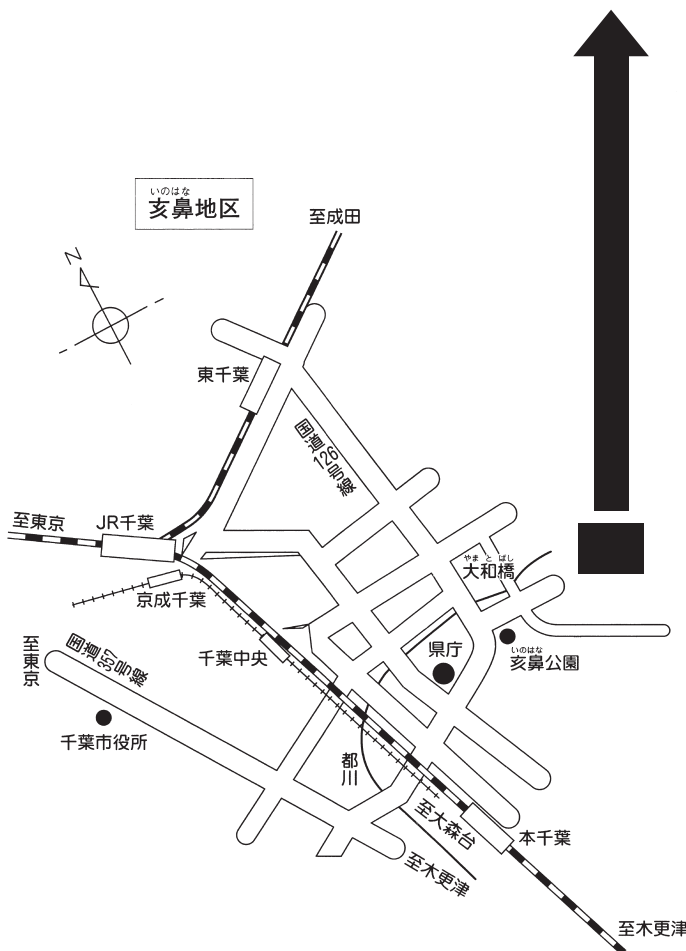 いのはな
亥鼻地区
至成田
N
東千葉
国道126号線
至東京
JR千葉
やまとばし
大和橋
京成千葉
至東京
国道357号線
千葉中央
県庁
いのはな
亥鼻公園
千葉市役所
都川
至大森台
本千葉
至木更津
至木更津